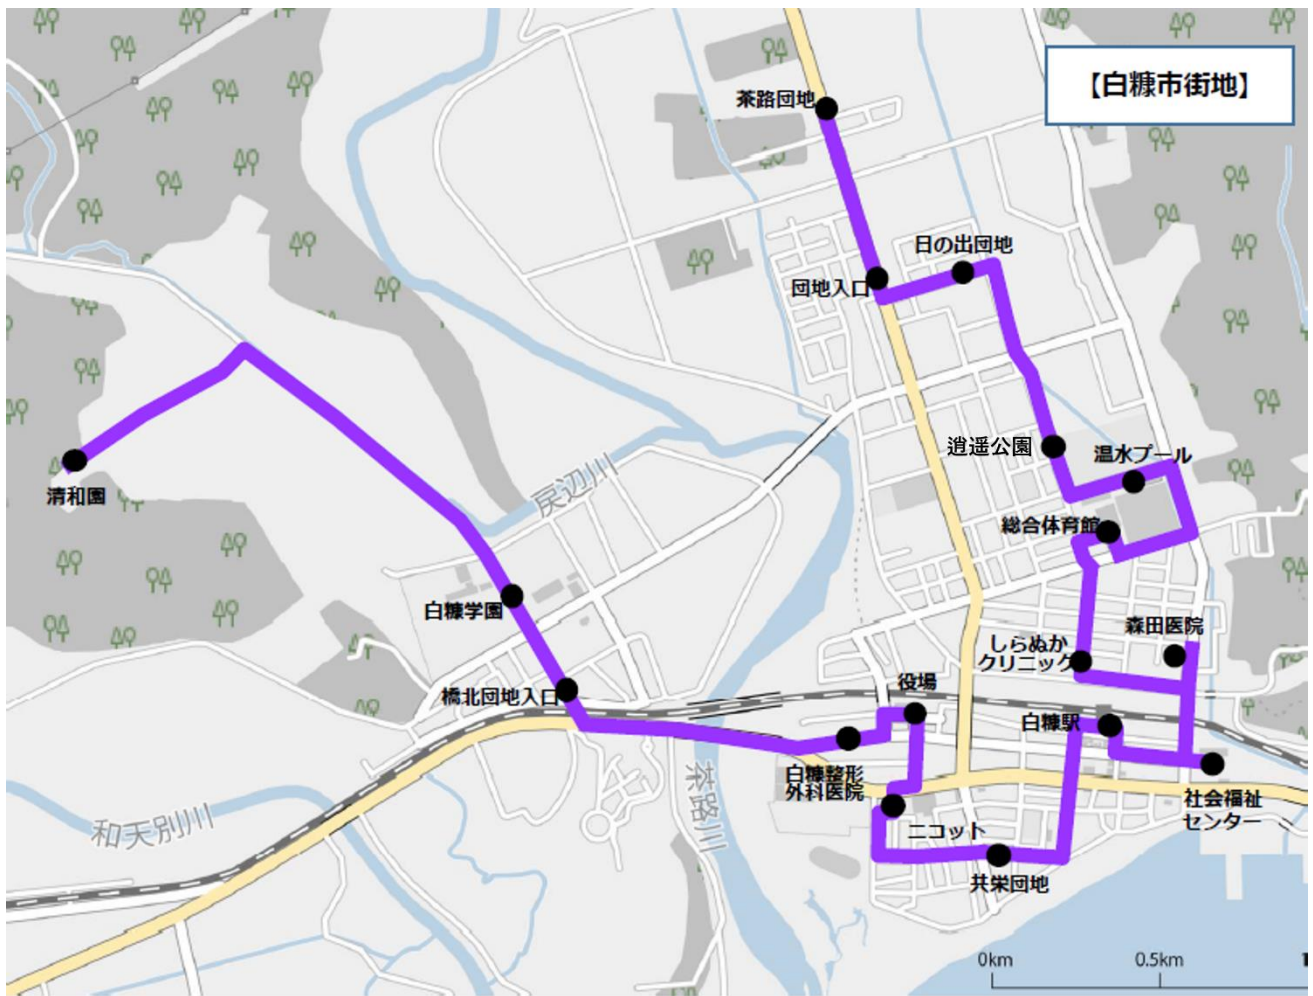 【白糠市街地】
茶路団地
日の出団地
団地入口
逍遥公園
温水プール
戻辺川
清和園
総合体育館
白糠学園
森田医院
しらぬか
クリニック
役場
橋北団地入口
白糠駅
白糠整形
外科医院
茶路川
社会福祉
センター
和天別川
ニコット
共栄団地
0km
0.5km